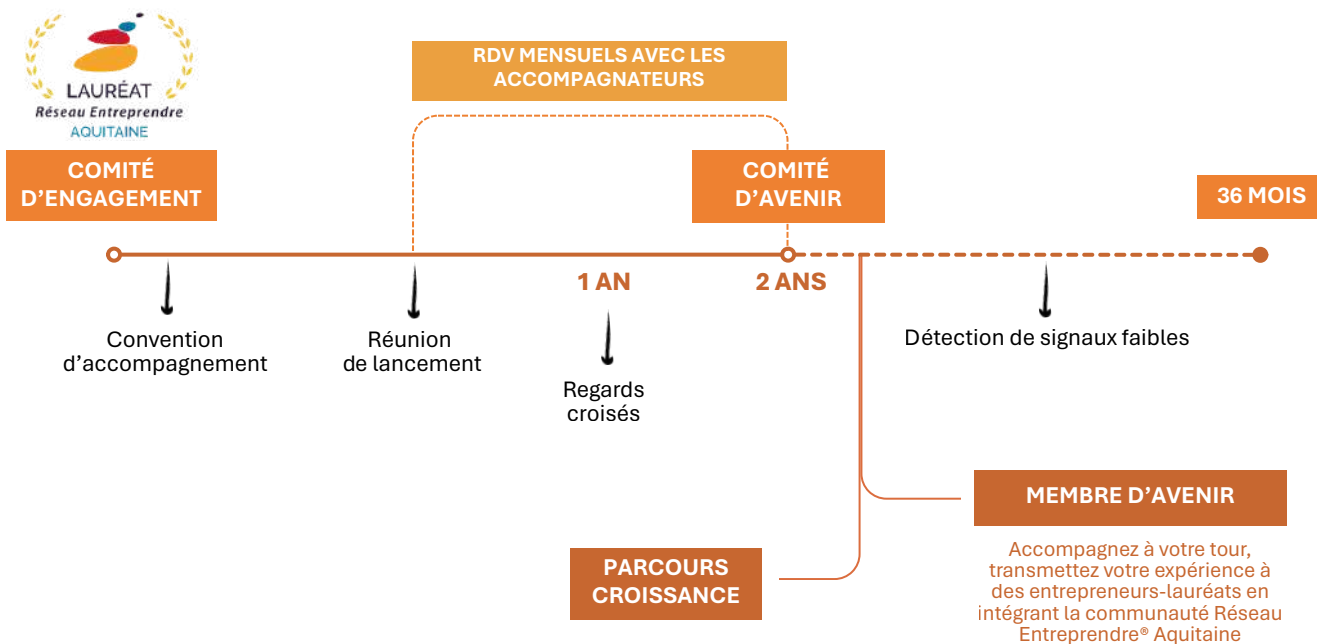 LAURÉAT
Réseau Entreprendre
AQUITAINE
RDV MENSUELS AVEC LES
ACCOMPAGNATEURS
COMITÉ
D'ENGAGEMENT
COMITÉ
D'AVENIR
36 MOIS
1 AN
2 ANS
Convention
d'accompagnement
Réunion
de lancement
Regards
croisés
Détection de signaux faibles
MEMBRE D'AVENIR
Accompagnez à votre tour,
transmettez votre expérience à
des entrepreneurs-lauréats en
intégrant la communauté Réseau
Entreprendre® Aquitaine
PARCOURS
CROISSANCE